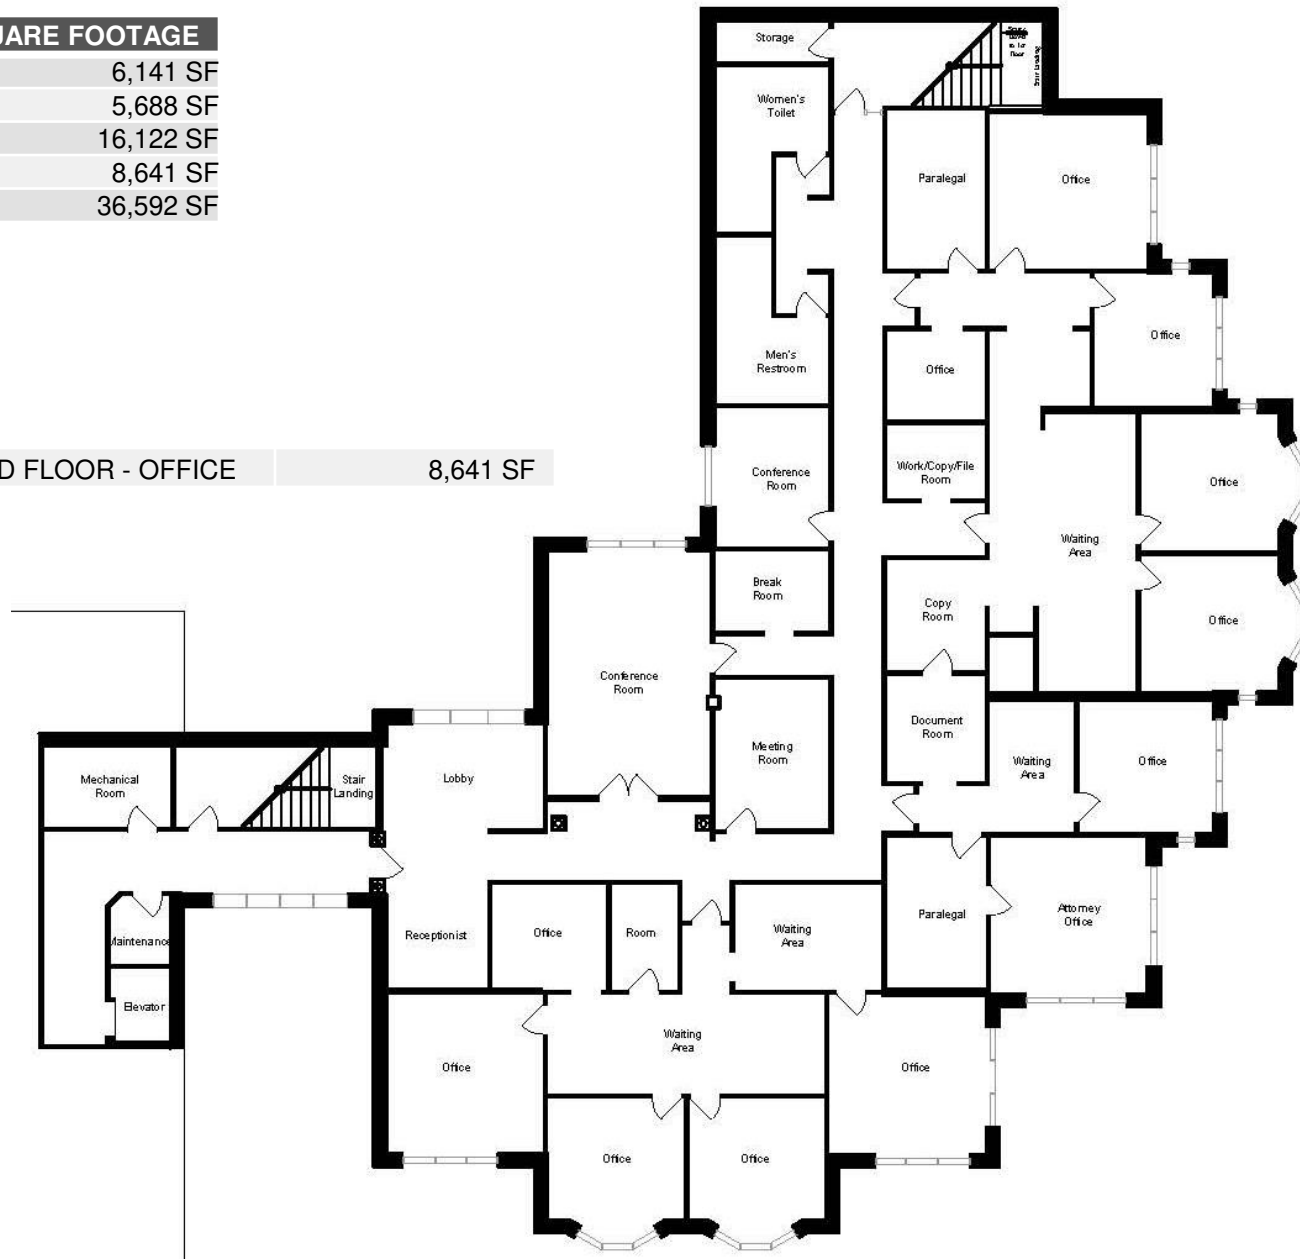 UARE FOOTAGE
6,141 SF
5,688 SF
16,122 SF
8,641 SF
36,592 SF
D FLOOR - OFFICE 8,641 SF
Storage
Women's
Toilet
Paralegal
Office
Office
Men's
Restroom
Office
Conference
Room
Work/Copy/File
Room
Office
Waiting
Area
Break
Room
Copy
Room
Office
Conference
Room
Document
Room
Meeting
Room
Waiting
Area
Office
Mechanical
Room
Stair
Landing
Lobby
Maintenance
Receptionist
Office
Room
Waiting
Area
Paralegal
Attorney
Office
Elevator
Waiting
Area
Office
Office
Office
Office